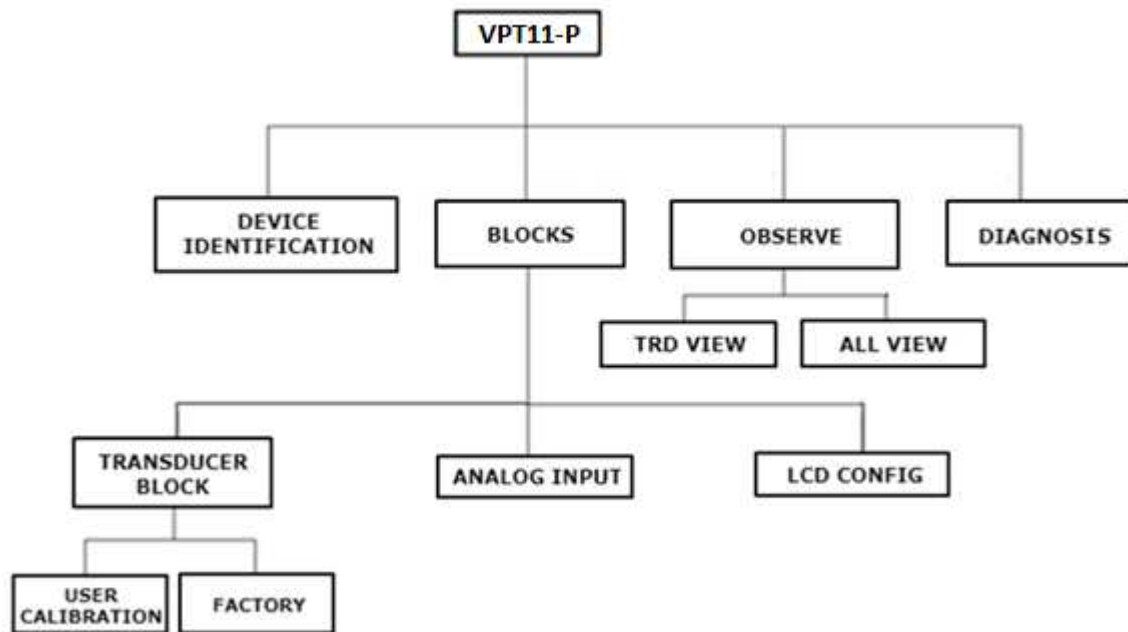 VPT11-P
DEVICE
IDENTIFICATION
BLOCKS
OBSERVE
DIAGNOSIS
TRD VIEW
ALL VIEW
TRANSDUCER
BLOCK
ANALOG INPUT
LCD CONFIG
USER
CALIBRATION
FACTORY